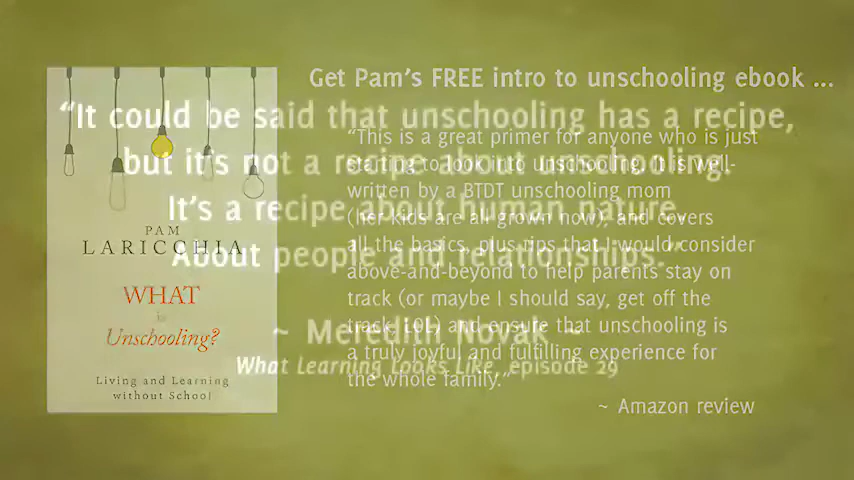 Get Pam's FREE intro to unschooling ebook ...
"It could be said that unschooling has a recipe,
but it's not a recipe about unschooling.
It's a recipe about human nature.
About people and relationships."
~ Meredith Novak ~
What Learning Looks Like, episode 29
"This is a great primer for anyone who is just
starting to look into unschooling. It is well-
written by a BTDT unschooling mom
(her kids are all grown now), and covers
all the basics, plus tips that I would consider
above-and-beyond to help parents stay on
track (or maybe I should say, get off the
track LOL) and ensure that unschooling is
a truly joyful and fulfilling experience for
the whole family."
~ Amazon review
PAM
LARICCHIA
WHAT
is
Unschooling?
Living and Learning
without School